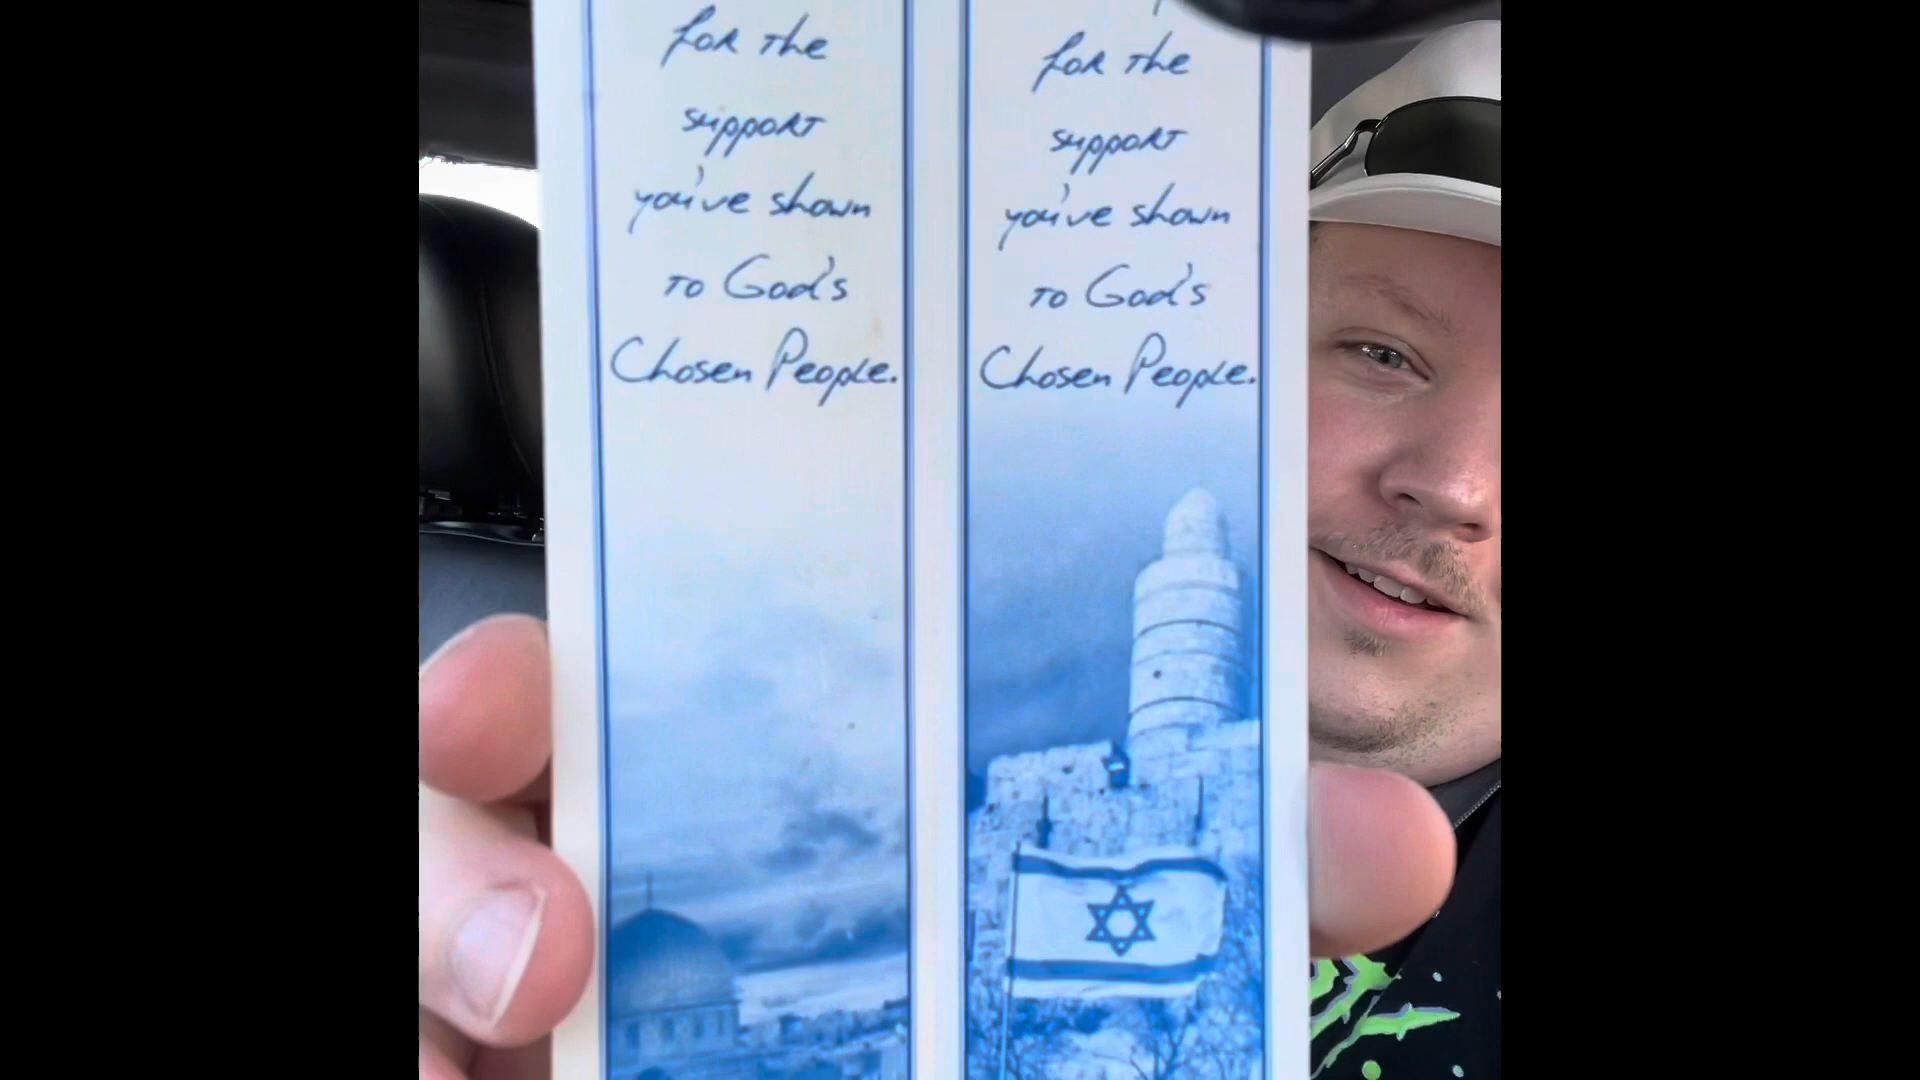 for the
support
you've shown
to God's
Chosen People.
for the
support
you've shown
to God's
Chosen People.